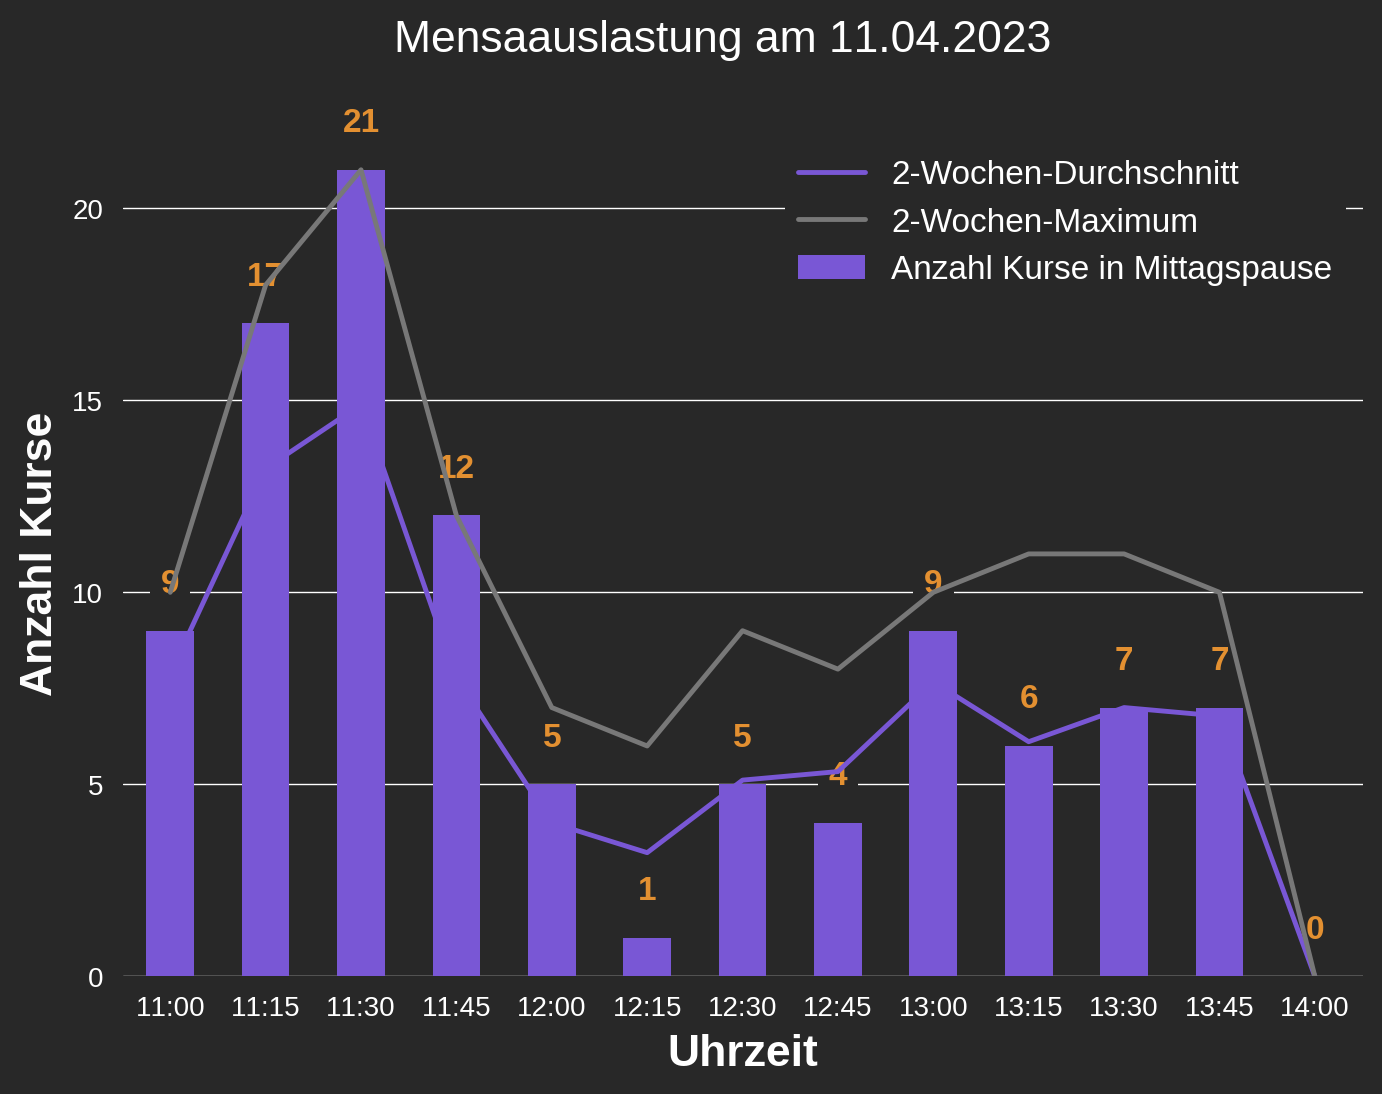 Mensaauslastung am 11.04.2023
2-Wochen-Durchschnitt
2-Wochen-Maximum
Anzahl Kurse in Mittagspause
Anzahl Kurse
20
15
10
5
0
9
17
21
12
5
1
5
4
9
6
7
7
0
11:00 11:15 11:30 11:45 12:00 12:15 12:30 12:45 13:00 13:15 13:30 13:45 14:00
Uhrzeit